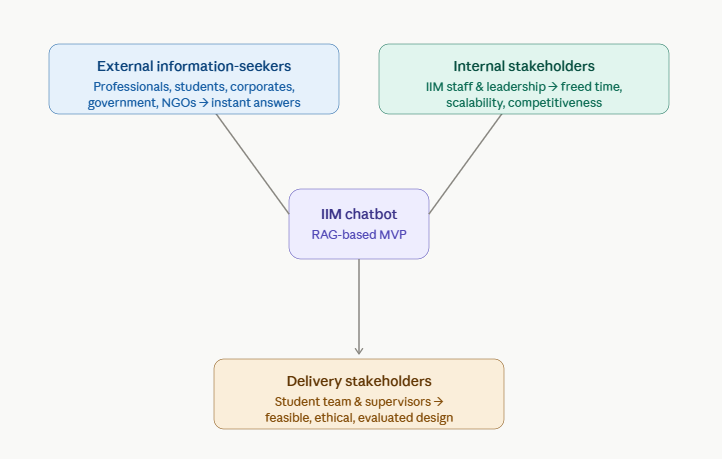 External information-seekers
Professionals, students, corporates,
government, NGOs → instant answers
Internal stakeholders
IIM staff & leadership → freed time,
scalability, competitiveness
IIM chatbot
RAG-based MVP
Delivery stakeholders
Student team & supervisors →
feasible, ethical, evaluated design